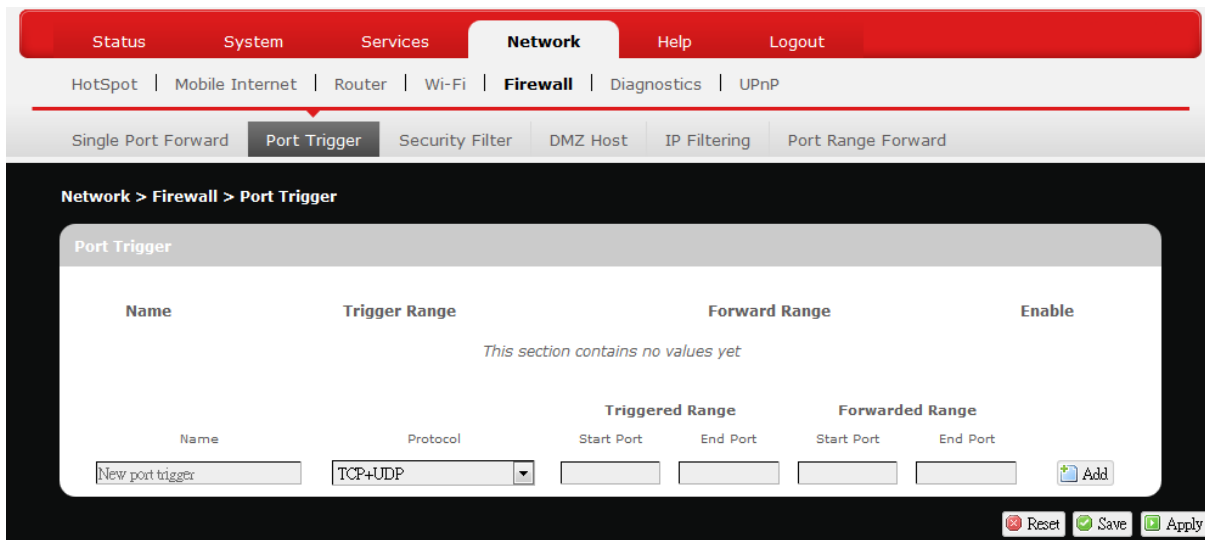 Status System Services Network Help Logout
HotSpot | Mobile Internet | Router | Wi-Fi | Firewall | Diagnostics | UPnP
Single Port Forward Port Trigger Security Filter DMZ Host IP Filtering Port Range Forward
Network > Firewall > Port Trigger
Port Trigger
Name Trigger Range Forward Range Enable
This section contains no values yet
Triggered Range Forwarded Range
Name Protocol Start Port End Port Start Port End Port
New port trigger TCP+UDP Add
Reset Save Apply